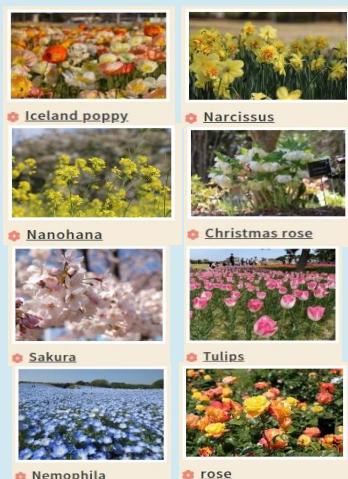 Iceland poppy
Narcissus
Nanohana
Christmas rose
Sakura
Tulips
Nemophila
rose